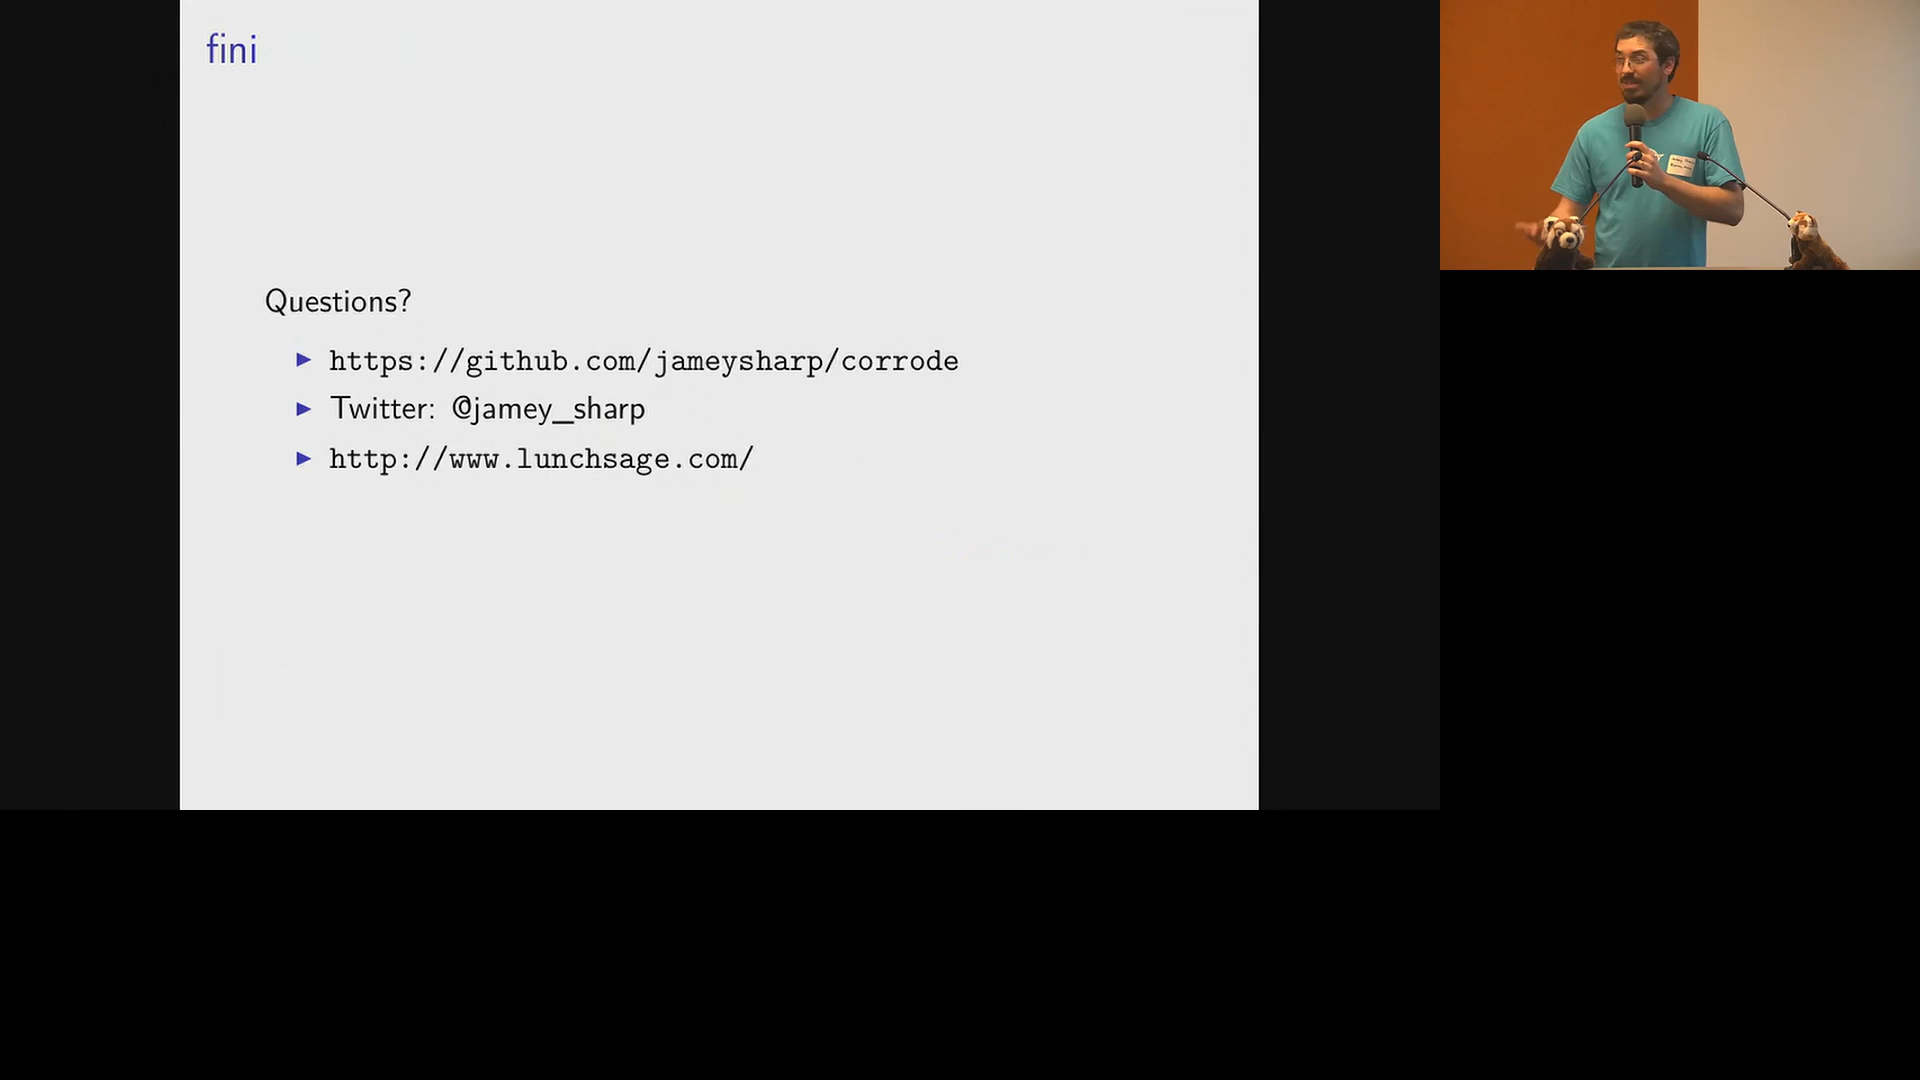 fini
Questions?
https://github.com/jameysharp/corrode
Twitter: @jamey_sharp
http://www.lunchsage.com/